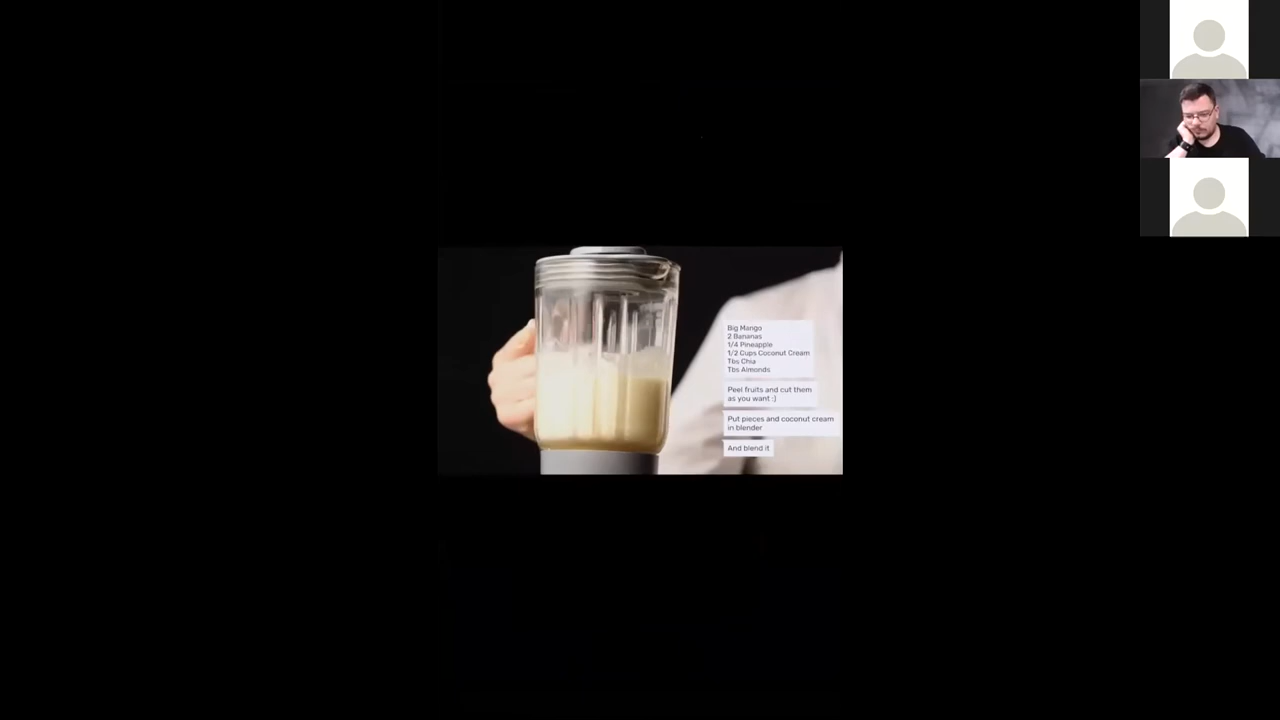 Big Mango
2 Bananas
1/4 Pineapple
1/2 Cups Coconut Cream
Tbs Chia
Tbs Almonds
Peel fruits and cut them
as you want :)
Put pieces and coconut cream
in blender
And blend it